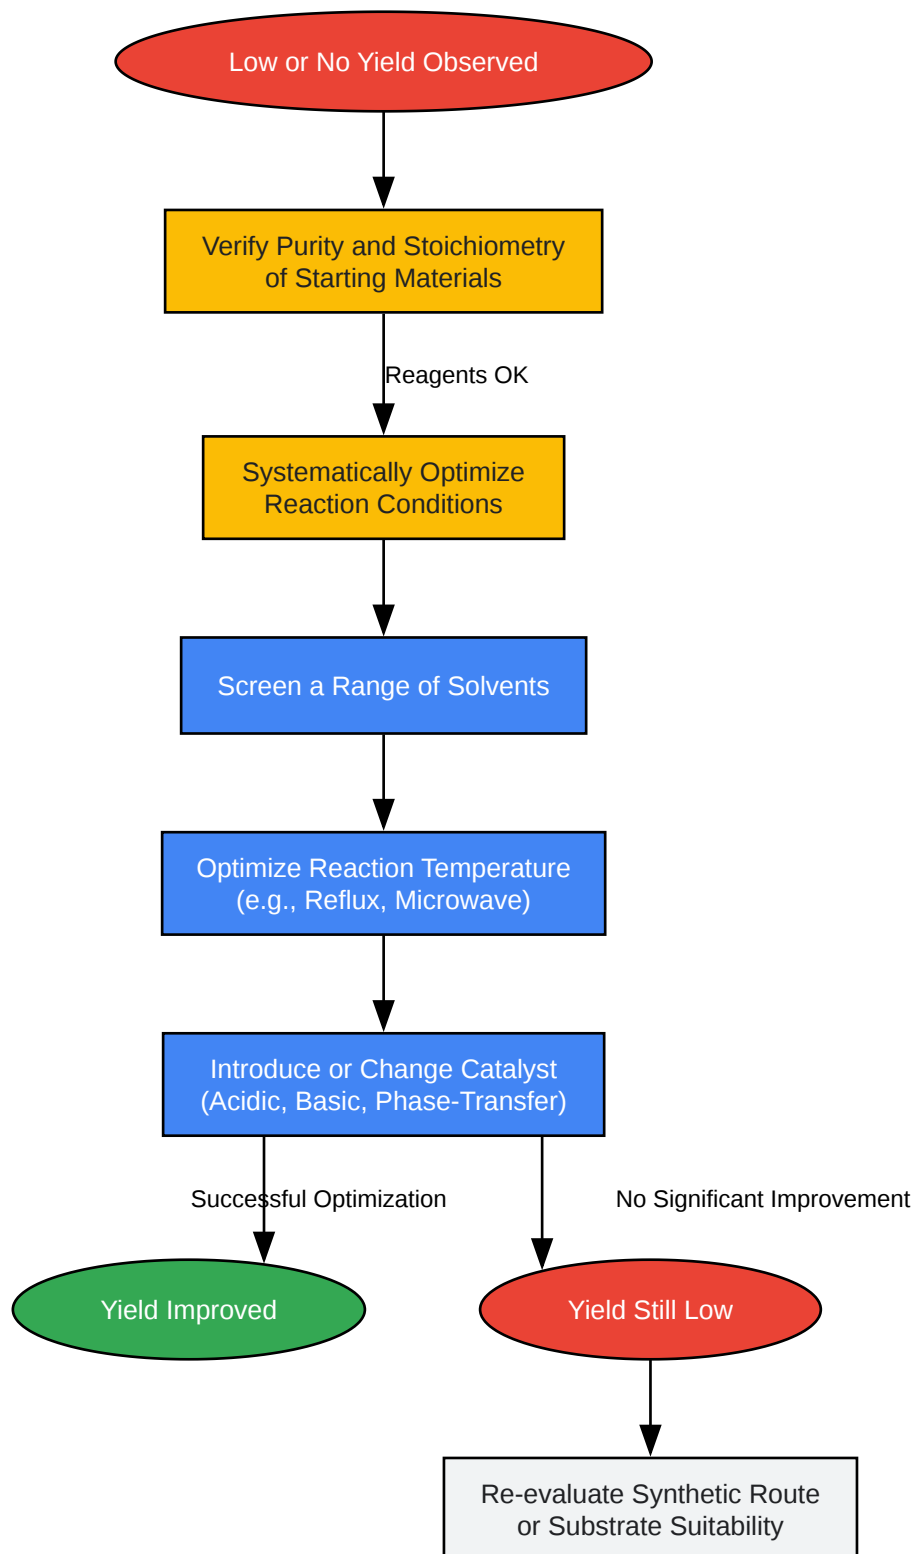 Low or No Yield Observed
Verify Purity and Stoichiometry
of Starting Materials
Reagents OK
Systematically Optimize
Reaction Conditions
Screen a Range of Solvents
Optimize Reaction Temperature
(e.g., Reflux, Microwave)
Introduce or Change Catalyst
(Acidic, Basic, Phase-Transfer)
Successful Optimization
No Significant Improvement
Yield Improved
Yield Still Low
Re-evaluate Synthetic Route
or Substrate Suitability